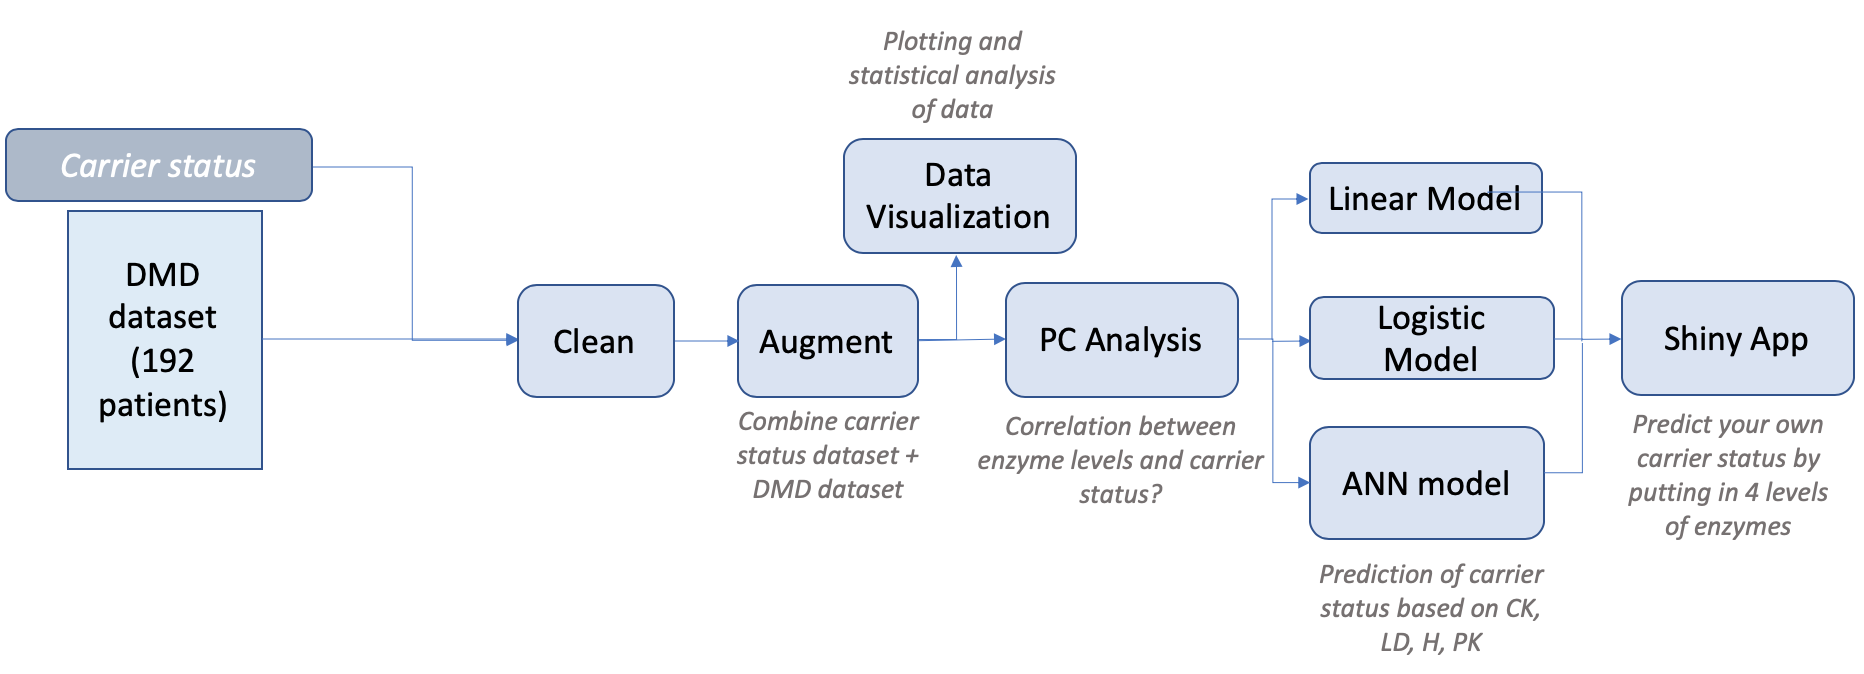 Carrier status
DMD
dataset
(192
patients)
Clean
Augment
Combine carrier
status dataset +
DMD dataset
Plotting and
statistical analysis
of data
Data
Visualization
PC Analysis
Correlation between
enzyme levels and carrier
status?
Linear Model
Logistic
Model
ANN model
Prediction of carrier
status based on CK,
LD, H, PK
Shiny App
Predict your own
carrier status by
putting in 4 levels
of enzymes